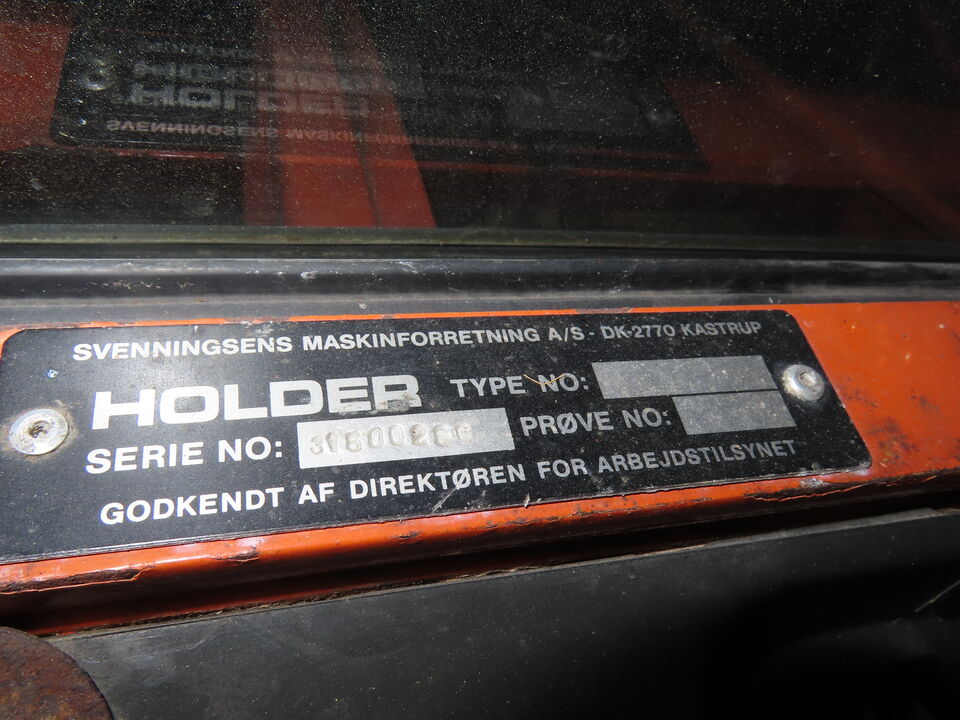 SVENNINGSENS MASKINFORRETNING A/S - DK-2770 KASTRUP
HOLDER TYPE NO:
SERIE NO: PRØVE NO:
GODKENDT AF DIREKTØREN FOR ARBEJDSTILSYNET